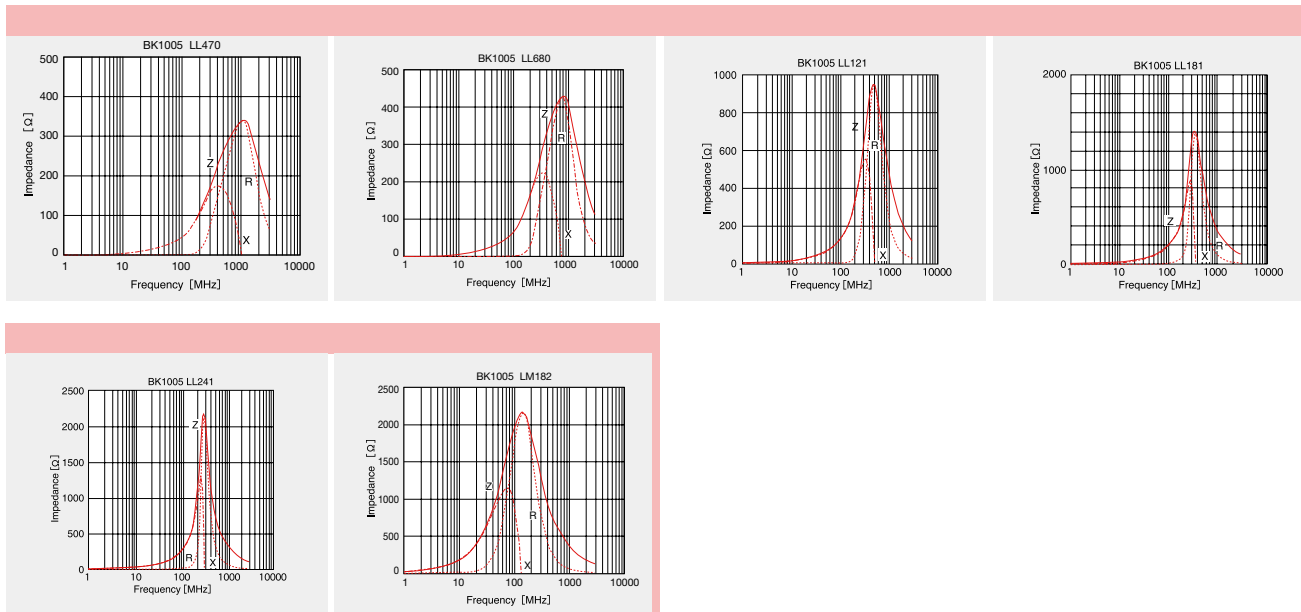 BK1005 LL470
500
400
300
200
100
0
Impedance [Ω]
Z
R
X
1 10 100 1000 10000
Frequency [MHz]
BK1005 LL680
500
400
300
200
100
0
Impedance [Ω]
Z
R
X
1 10 100 1000 10000
Frequency [MHz]
BK1005 LL121
1000
800
600
400
200
0
Impedance [Ω]
Z
R
X
1 10 100 1000 10000
Frequency [MHz]
BK1005 LL181
2000
1000
0
Impedance [Ω]
Z
R
X
1 10 100 1000 10000
Frequency [MHz]
BK1005 LL241
2500
2000
1500
1000
500
0
Impedance [Ω]
Z
R
X
1 10 100 1000 10000
Frequency [MHz]
BK1005 LM182
2500
2000
1500
1000
500
0
Impedance [Ω]
Z
R
X
1 10 100 1000 10000
Frequency [MHz]